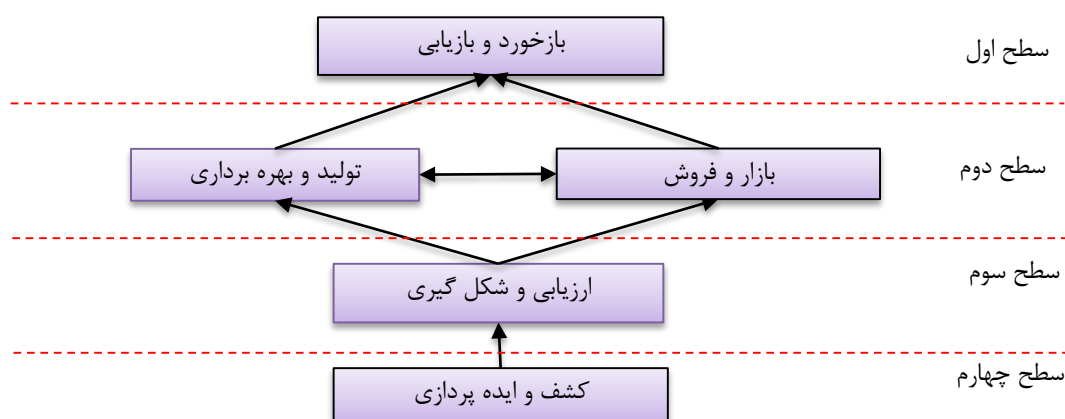 بازخورد و بازیابی
سطح اول
تولید و بهره برداری
بازار و فروش
سطح دوم
ارزیابی و شکل گیری
سطح سوم
کشف و ایده پردازی
سطح چهارم